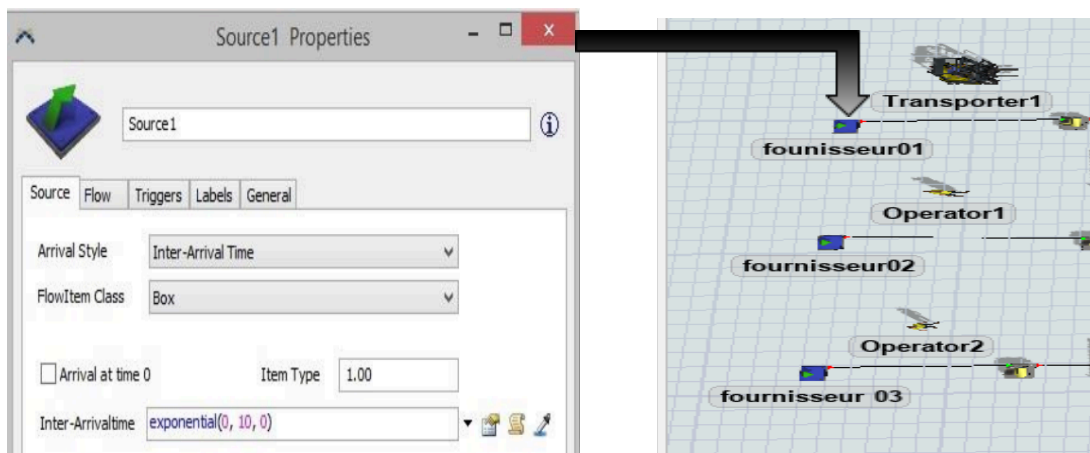 Source1 Properties
Source1
Source Flow Triggers Labels General
Arrival Style Inter-Arrival Time
FlowItem Class Box
Arrival at time 0 Item Type 1.00
Inter-Arrivaltime exponential(0, 10, 0)
Transporter1
founisseur01
Operator1
fournisseur02
Operator2
fournisseur 03